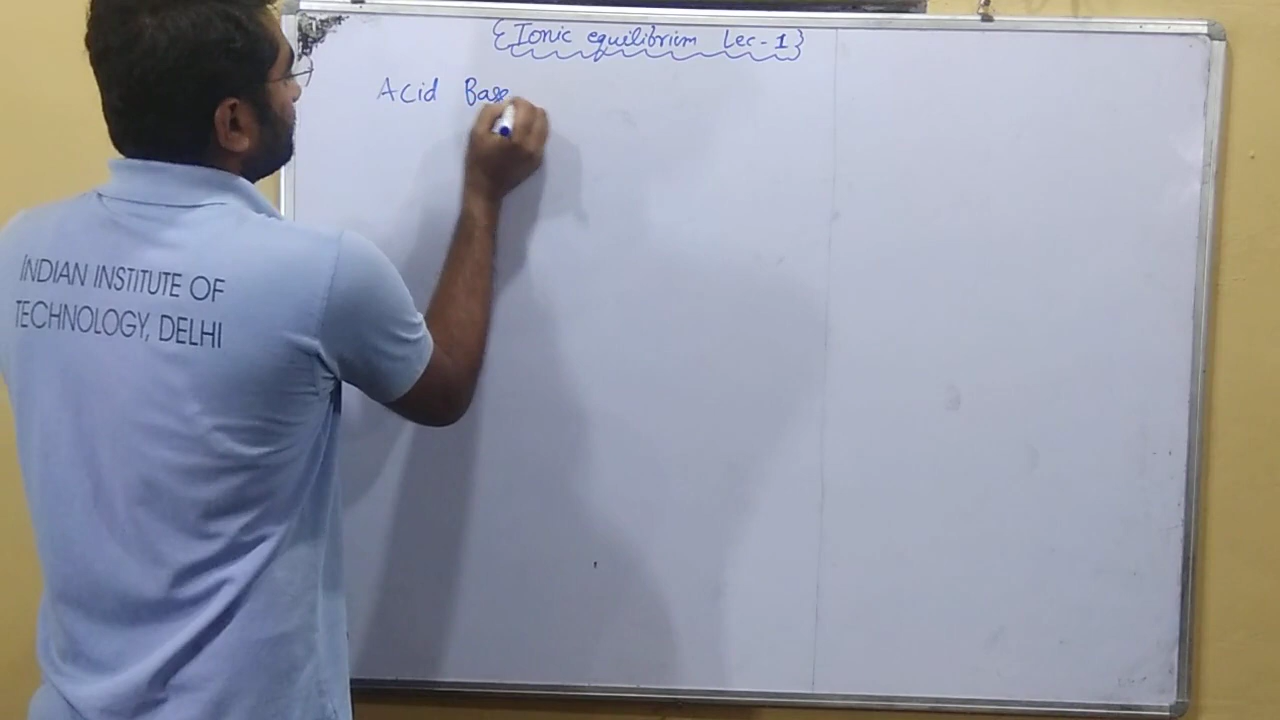 {Ionic equilibrium Lec-1}
Acid Base
INDIAN INSTITUTE OF
TECHNOLOGY, DELHI